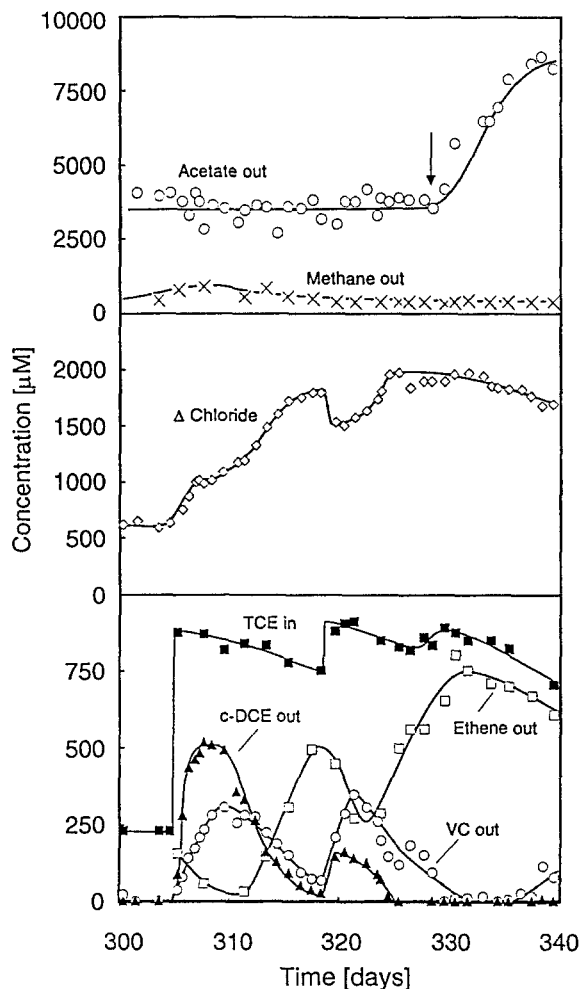 10000
7500
5000
2500
0
Acetate out
Methane out
2000
1500
1000
500
0
Δ Chloride
Concentration [μM]
750
500
250
0
TCE in
c-DCE out
Ethene out
VC out
300 310 320 330 340
Time [days]